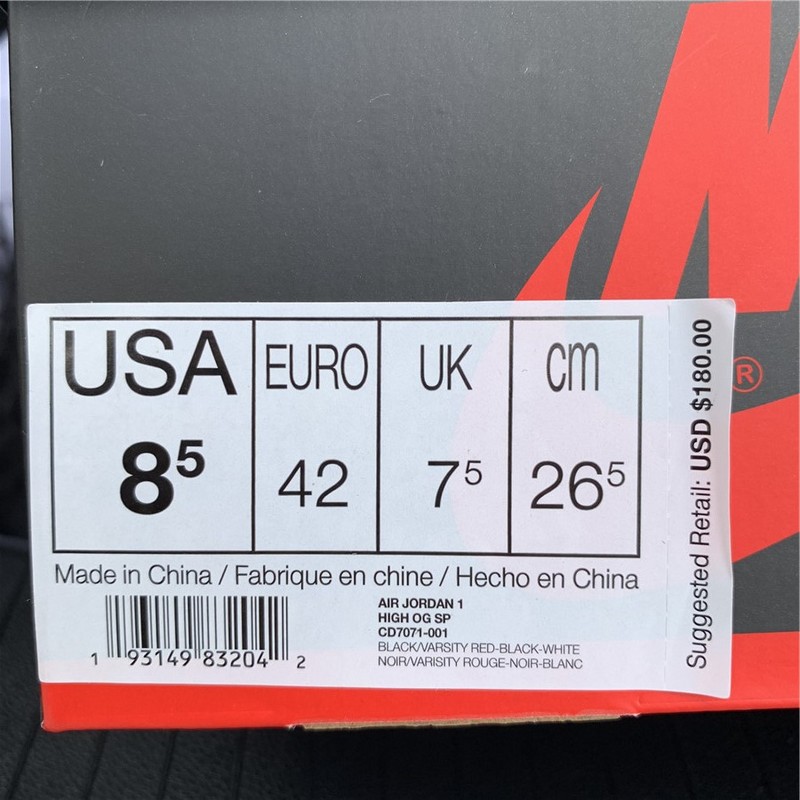 USA EURO UK cm
8⁵ 42 7⁵ 26⁵
Made in China / Fabrique en chine / Hecho en China
AIR JORDAN 1
HIGH OG SP
CD7071-001
BLACK/VARSITY RED-BLACK-WHITE
NOIR/VARISITY ROUGE-NOIR-BLANC
1 93149 83204 2
Suggested Retail: USD $180.00
®